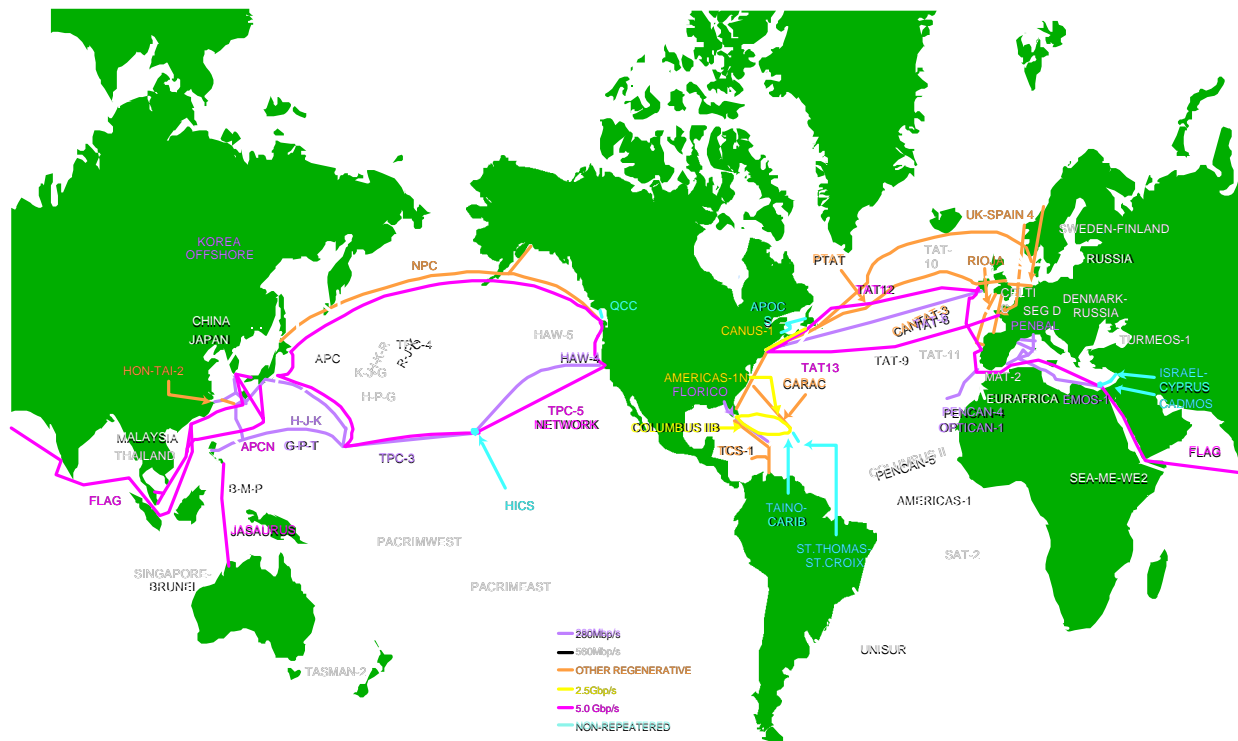 UK-SPAIN 4
SWEDEN-FINLAND
KOREA
OFFSHORE
TAT-
10
PTAT
RIOJA
RUSSIA
NPC
TAT12
CELTI
QCC
APOC
S
SEG D
DENMARK-
RUSSIA
CHINA
CANUS-1
CANTAT-3
TAT-8
PENBAL
JAPAN
HAW-5
TPC-4
TURMEOS-1
APC
HAW-4
TAT-9
TAT-11
H-J-K
K-J-G
HON-TAI-2
TAT13
AMERICAS-1N
CARAC
MAT-2
ISRAEL-
CYPRUS
FLORICO
H-P-G
EURAFRICA
EMOS-1
CADMOS
H-J-K
TPC-5
NETWORK
COLUMBUS IIB
PENCAN-4
OPTICAN-1
MALAYSIA
THAILAND
APCN
G-P-T
TPC-3
TCS-1
COLUMBUS II
PENCAN-5
FLAG
SEA-ME-WE2
FLAG
B-M-P
HICS
TAINO-
CARIB
AMERICAS-1
JASAURUS
PACRIMWEST
ST.THOMAS-
ST.CROIX
SAT-2
SINGAPORE-
BRUNEI
PACRIMEAST
TASMAN-2
UNISUR
280Mbp/s
560Mbp/s
OTHER REGENERATIVE
2.5Gbp/s
5.0 Gbp/s
NON-REPEATERED